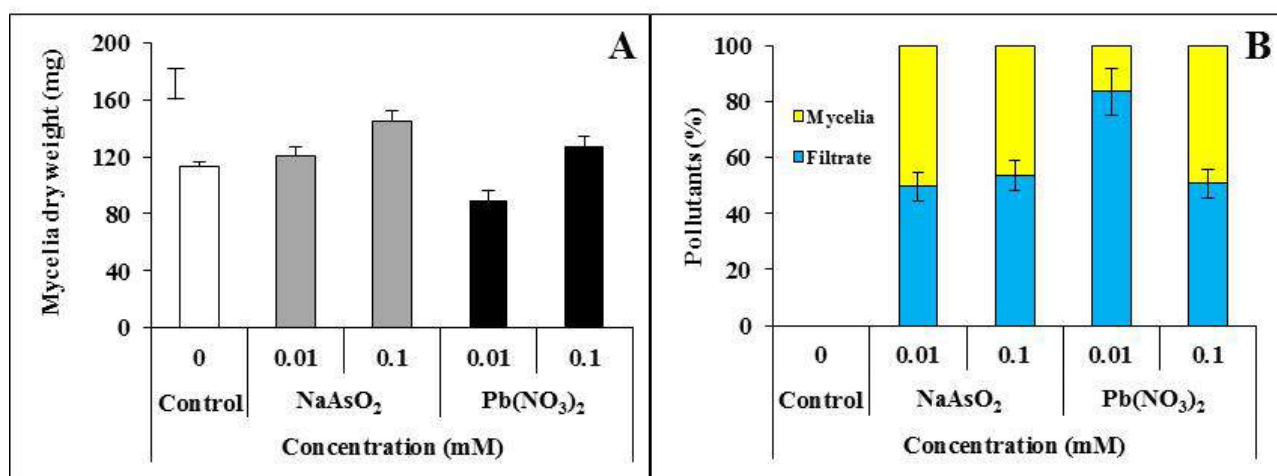 A
Mycelia dry weight (mg)
200
160
120
80
40
0
0 0.01 0.1 0.01 0.1
Control NaAsO₂ Pb(NO₃)₂
Concentration (mM)
B
Pollutants (%)
100
80
60
40
20
0
Mycelia
Filtrate
0 0.01 0.1 0.01 0.1
Control NaAsO₂ Pb(NO₃)₂
Concentration (mM)